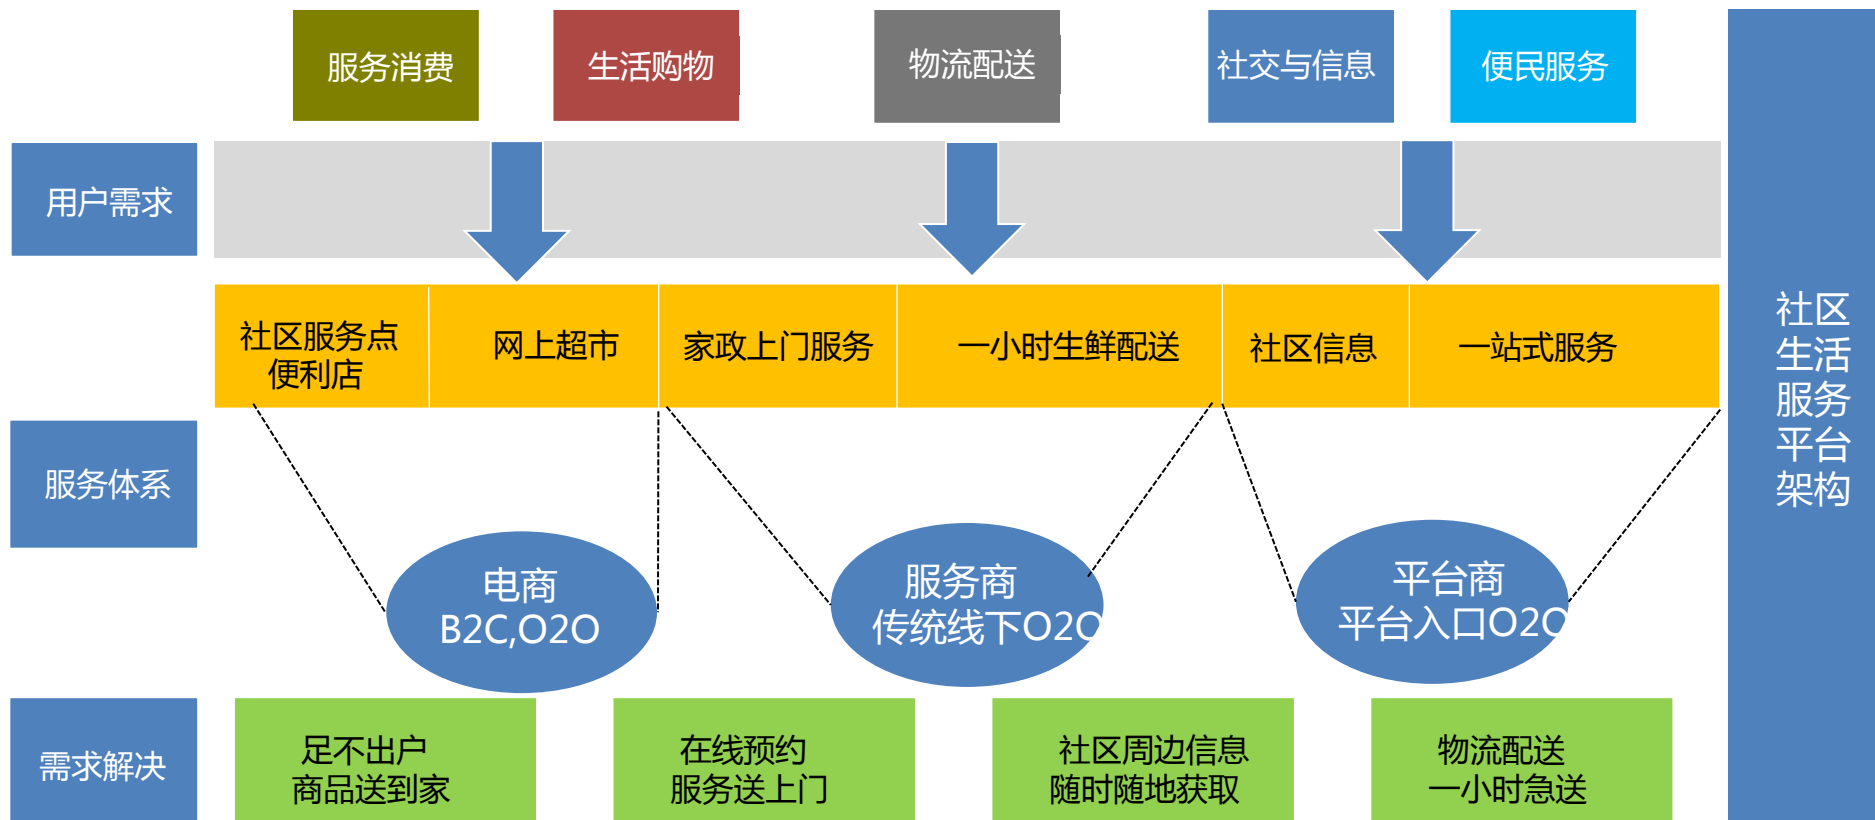 服务消费
生活购物
物流配送
社交与信息
便民服务
用户需求
社区服务点
便利店
网上超市
家政上门服务
一小时生鲜配送
社区信息
一站式服务
服务体系
电商
B2C,O2O
服务商
传统线下O2O
平台商
平台入口O2O
需求解决
足不出户
商品送到家
在线预约
服务送上门
社区周边信息
随时随地获取
物流配送
一小时急送
社区
生活
服务
平台
架构